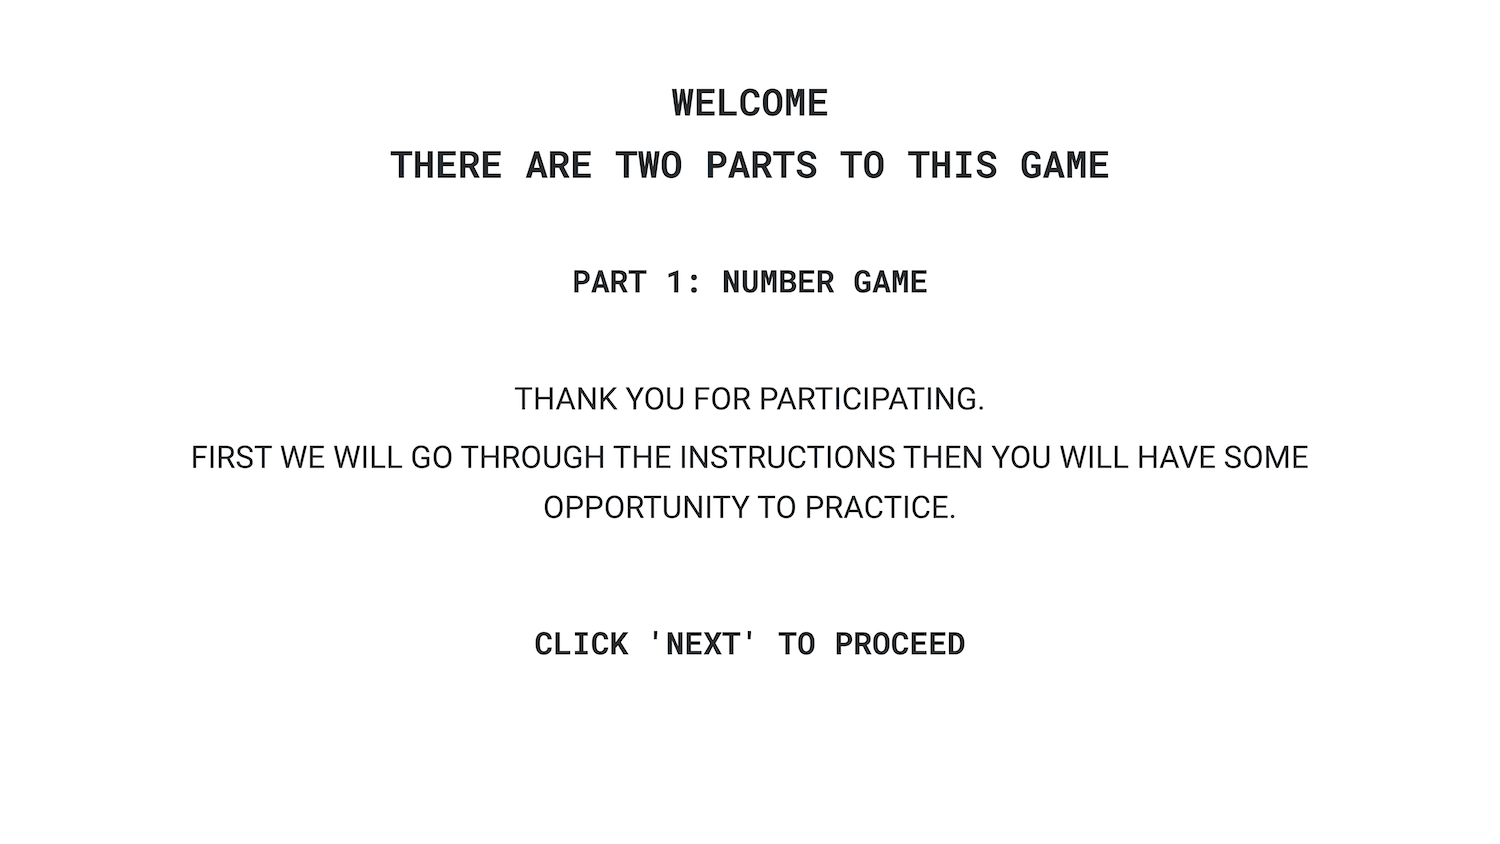 WELCOME
THERE ARE TWO PARTS TO THIS GAME
PART 1: NUMBER GAME
THANK YOU FOR PARTICIPATING.
FIRST WE WILL GO THROUGH THE INSTRUCTIONS THEN YOU WILL HAVE SOME
OPPORTUNITY TO PRACTICE.
CLICK 'NEXT' TO PROCEED